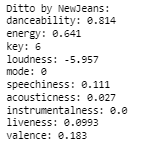 Ditto by NewJeans:
danceability: 0.814
energy: 0.641
key: 6
loudness: -5.957
mode: 0
speechiness: 0.111
acousticness: 0.027
instrumentalness: 0.0
liveness: 0.0993
valence: 0.183